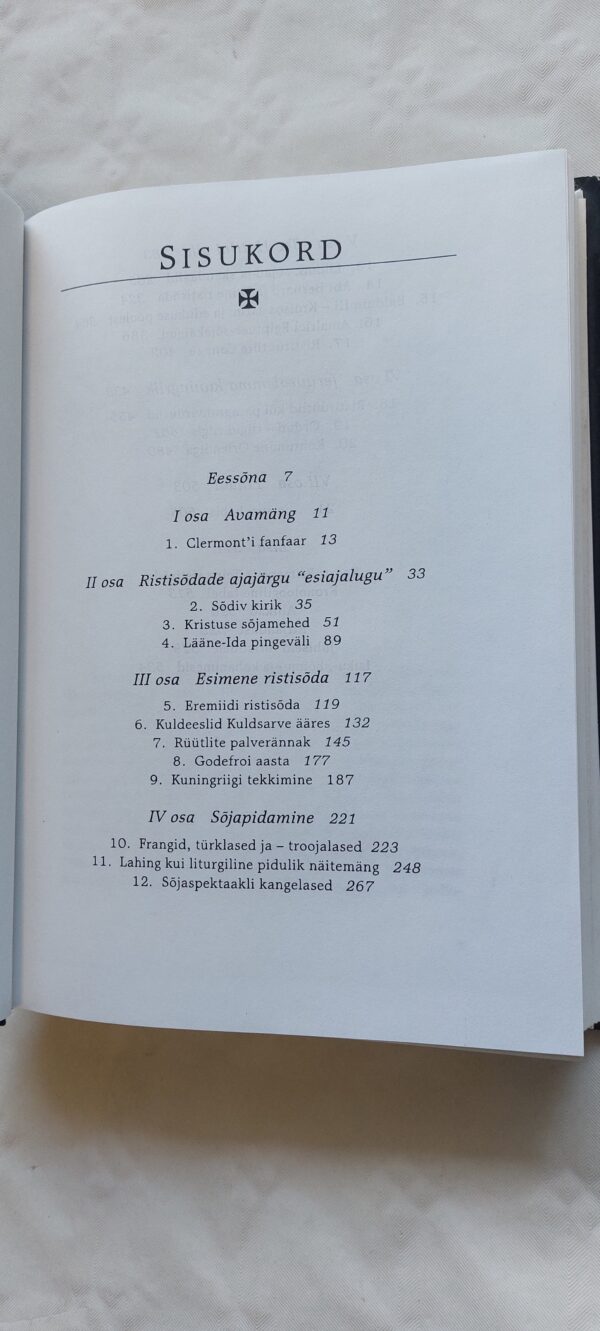 SISUKORD
Eessõna 7
I osa Avamäng 11
1. Clermont'i fanfaar 13
II osa Ristisõdade ajajärgu “esiajalugu” 33
2. Sõdiv kirik 35
3. Kristuse sõjamehed 51
4. Lääne-Ida pingeväli 89
III osa Esimene ristisõda 117
5. Eremiidi ristisõda 119
6. Kuldeeslid Kuldsarve ääres 132
7. Rüütlite palverännak 145
8. Godefroi aasta 177
9. Kuningriigi tekkimine 187
IV osa Sõjapidamine 221
10. Frangid, türklased ja – troojalased 223
11. Lahing kui liturgiline pidulik näitemäng 248
12. Sõjaspektaakli kangelased 267